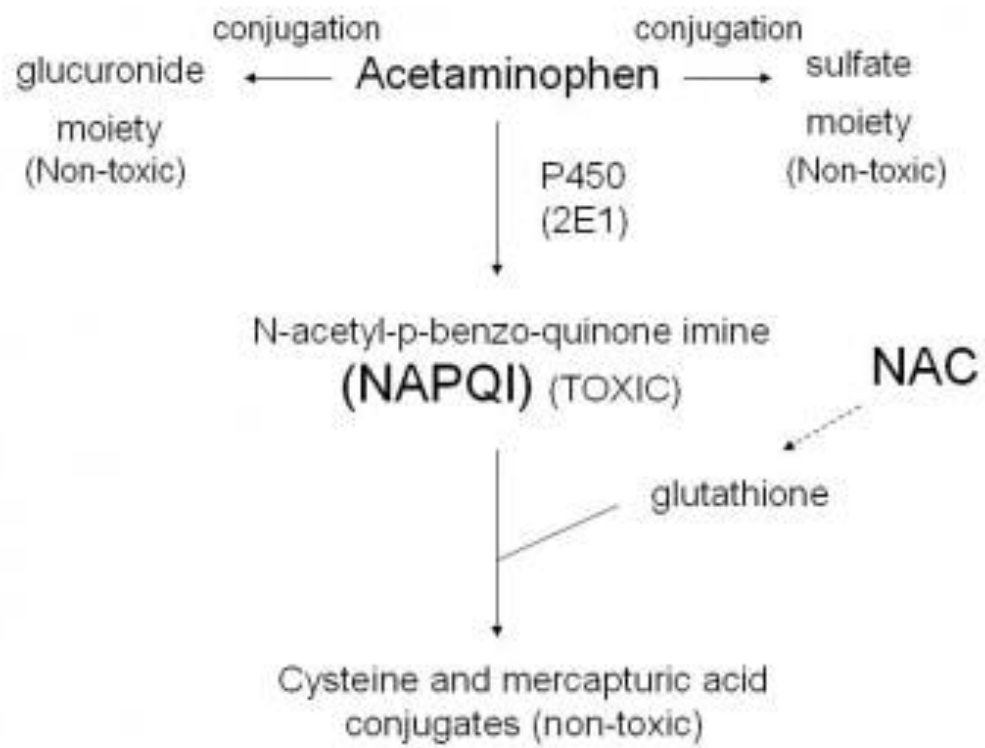 conjugation
conjugation
glucuronide
Acetaminophen
sulfate
moiety
(Non-toxic)
moiety
(Non-toxic)
P450
(2E1)
N-acetyl-p-benzo-quinone imine
(NAPQI) (TOXIC)
NAC
glutathione
Cysteine and mercapturic acid
conjugates (non-toxic)